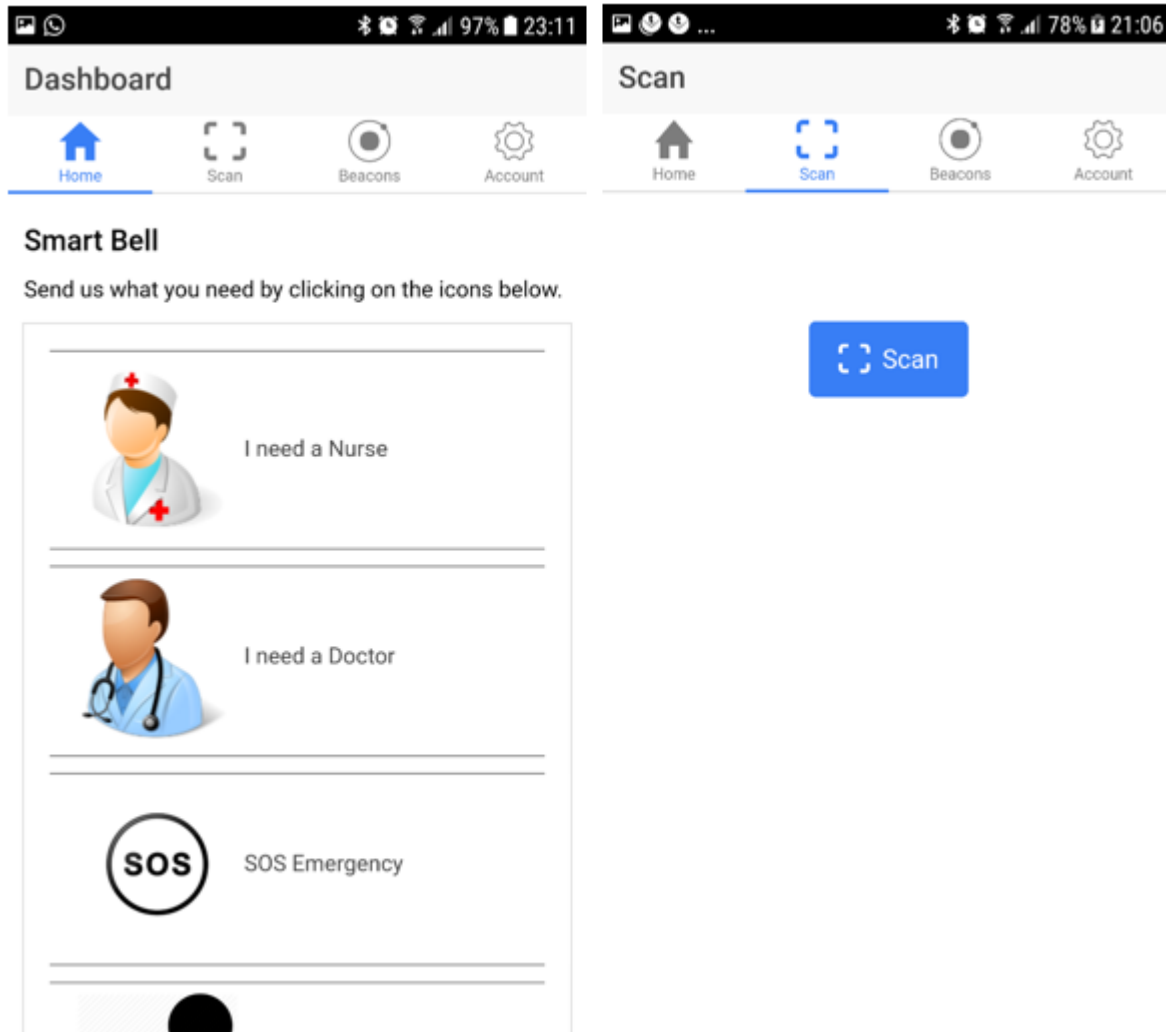 97% 23:11
Dashboard
Home Scan Beacons Account
Smart Bell
Send us what you need by clicking on the icons below.
I need a Nurse
I need a Doctor
SOS SOS Emergency
... 78% 21:06
Scan
Home Scan Beacons Account
Scan